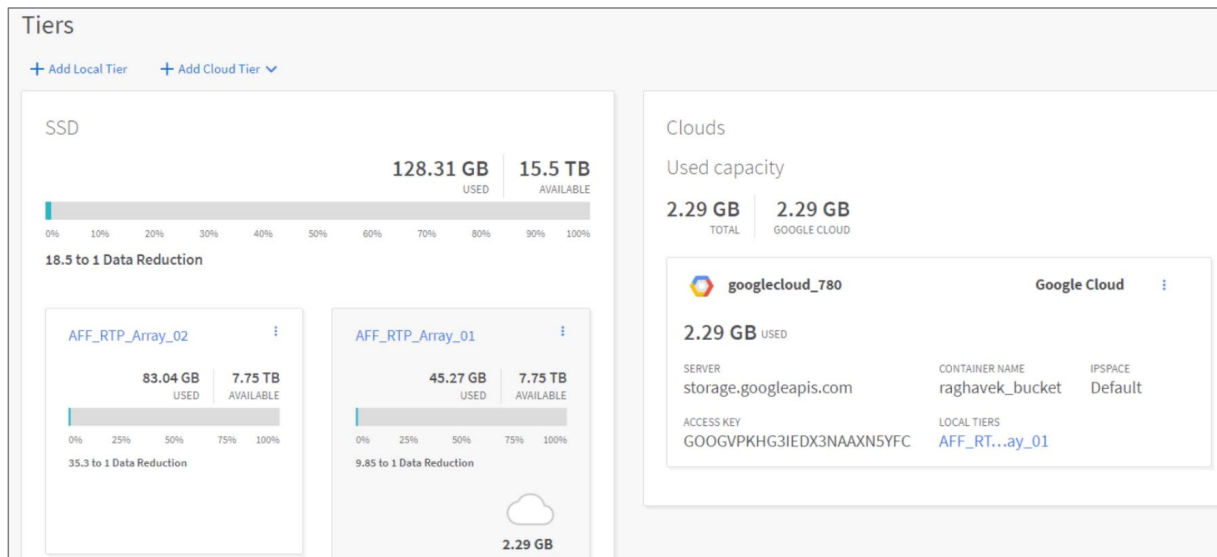 Tiers
+ Add Local Tier + Add Cloud Tier
SSD
128.31 GB 15.5 TB
USED AVAILABLE
0% 10% 20% 30% 40% 50% 60% 70% 80% 90% 100%
18.5 to 1 Data Reduction
AFF_RTP_Array_02
83.04 GB 7.75 TB
USED AVAILABLE
0% 25% 50% 75% 100%
35.3 to 1 Data Reduction
AFF_RTP_Array_01
45.27 GB 7.75 TB
USED AVAILABLE
0% 25% 50% 75% 100%
9.85 to 1 Data Reduction
2.29 GB
Clouds
Used capacity
2.29 GB 2.29 GB
TOTAL GOOGLE CLOUD
googlecloud_780 Google Cloud
2.29 GB USED
SERVER CONTAINER NAME IPSPACE
storage.googleapis.com raghavek_bucket Default
ACCESS KEY LOCAL TIERS
GOOGVPKHG3IEDX3NAAXN5YFC AFF_RT...ay_01